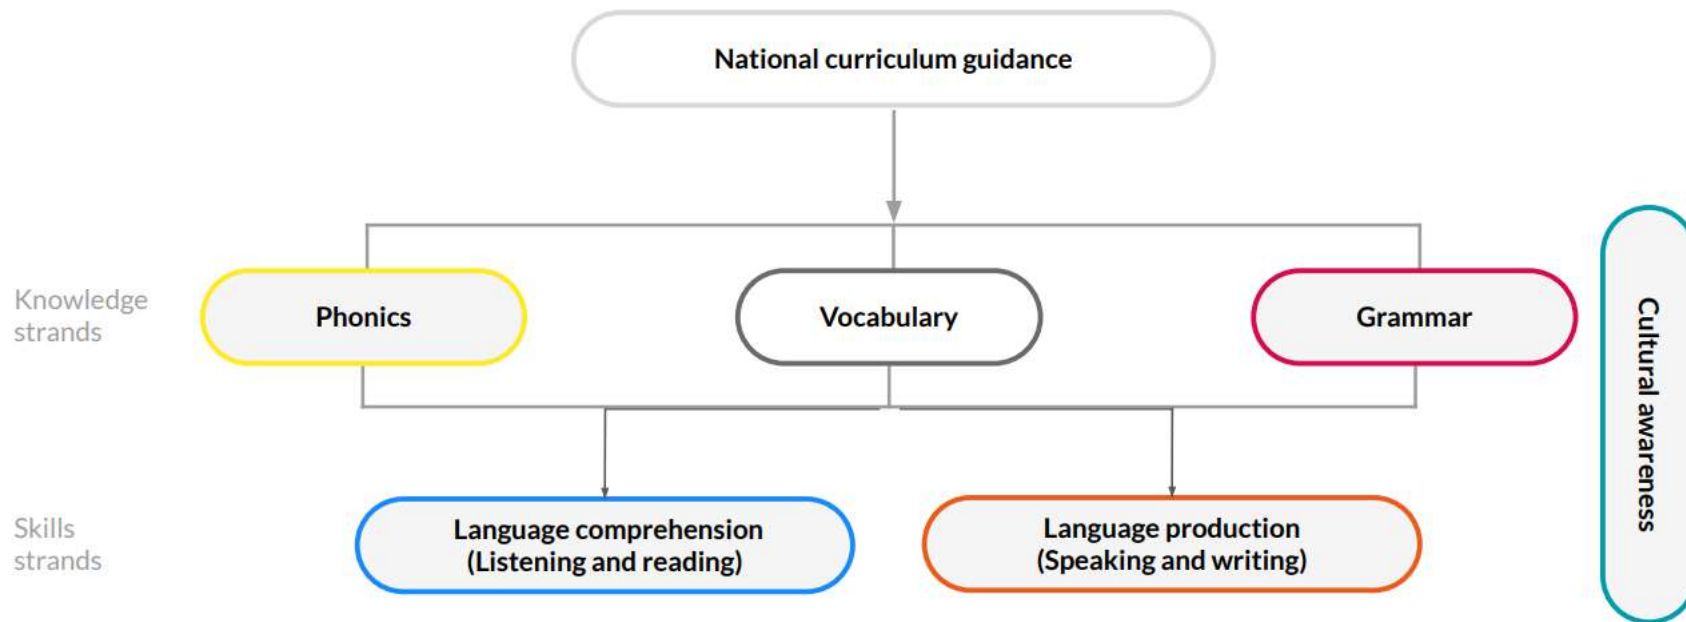 National curriculum guidance
Knowledge
strands
Phonics
Vocabulary
Grammar
Cultural awareness
Skills
strands
Language comprehension
(Listening and reading)
Language production
(Speaking and writing)